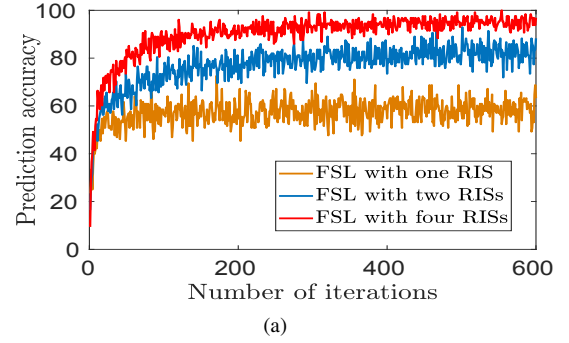 100
80
60
40
20
0
Prediction accuracy
FSL with one RIS
FSL with two RISs
FSL with four RISs
0 200 400 600
Number of iterations
(a)